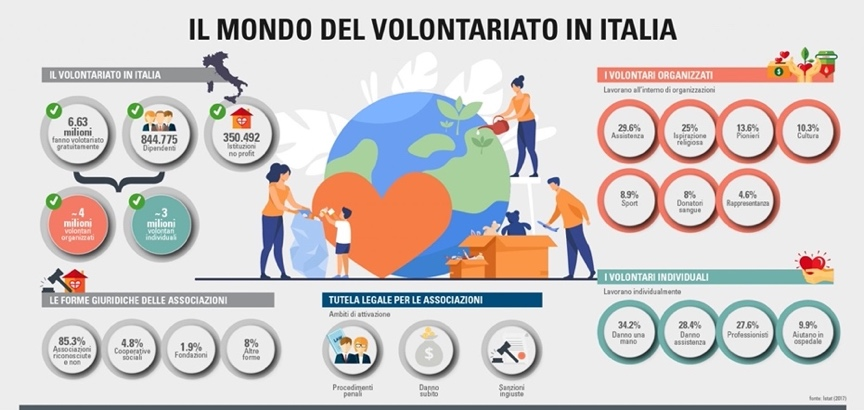 IL MONDO DEL VOLONTARIATO IN ITALIA
IL VOLONTARIATO IN ITALIA
6.63
milioni
fanno volotariato
gratuitamente
844.775
Dipendenti
350.492
Istituzioni
no profit
~ 4
milioni
volontari
organizzati
~ 3
milioni
volontari
individuali
LE FORME GIURIDICHE DELLE ASSOCIAZIONI
85.3%
Associazioni
riconosciute
e non
4.8%
Cooperative
sociali
1.9%
Fondazioni
8%
Altre
forme
TUTELA LEGALE PER LE ASSOCIAZIONI
Ambiti di attivazione
Procedimenti
penali
Danno
subito
Sanzioni
ingiuste
I VOLONTARI ORGANIZZATI
Lavorano all'interno di organizzazioni
29.6%
Assistenza
25%
Ispirazione
religiosa
13.6%
Pionieri
10.3%
Cultura
8.9%
Sport
8%
Donatori
sangue
4.6%
Rappresentanza
I VOLONTARI INDIVIDUALI
Lavorano individualmente
34.2%
Danno una
mano
28.4%
Danno
assistenza
27.6%
Professionisti
9.9%
Aiutano in
ospedale
fonte: Istat (2017)